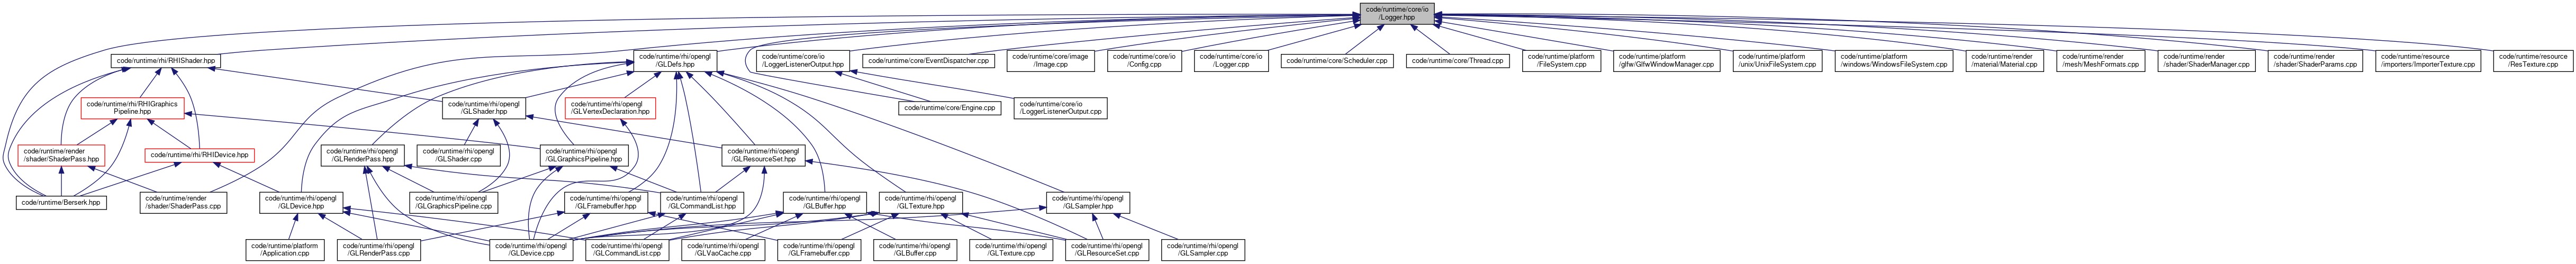 code/runtime/core/io
/Logger.hpp
code/runtime/rhi/RHIShader.hpp
code/runtime/rhi/opengl
/GLDefs.hpp
code/runtime/core/io
/LoggerListenerOutput.hpp
code/runtime/core/EventDispatcher.cpp
code/runtime/core/image
/Image.cpp
code/runtime/core/io
/Config.cpp
code/runtime/core/io
/Logger.cpp
code/runtime/core/Scheduler.cpp
code/runtime/core/Thread.cpp
code/runtime/platform
/FileSystem.cpp
code/runtime/platform
/glfw/GlfwWindowManager.cpp
code/runtime/platform
/unix/UnixFileSystem.cpp
code/runtime/platform
/windows/WindowsFileSystem.cpp
code/runtime/render
/material/Material.cpp
code/runtime/render
/mesh/MeshFormats.cpp
code/runtime/render
/shader/ShaderManager.cpp
code/runtime/render
/shader/ShaderParams.cpp
code/runtime/resource
/importers/ImporterTexture.cpp
code/runtime/resource
/ResTexture.cpp
code/runtime/rhi/RHIGraphics
Pipeline.hpp
code/runtime/rhi/opengl
/GLShader.hpp
code/runtime/rhi/opengl
/GLVertexDeclaration.hpp
code/runtime/core/Engine.cpp
code/runtime/core/io
/LoggerListenerOutput.cpp
code/runtime/render
/shader/ShaderPass.hpp
code/runtime/rhi/RHIDevice.hpp
code/runtime/rhi/opengl
/GLRenderPass.hpp
code/runtime/rhi/opengl
/GLShader.cpp
code/runtime/rhi/opengl
/GLGraphicsPipeline.hpp
code/runtime/rhi/opengl
/GLResourceSet.hpp
code/runtime/Berserk.hpp
code/runtime/render
/shader/ShaderPass.cpp
code/runtime/rhi/opengl
/GLDevice.hpp
code/runtime/rhi/opengl
/GLGraphicsPipeline.cpp
code/runtime/rhi/opengl
/GLFramebuffer.hpp
code/runtime/rhi/opengl
/GLCommandList.hpp
code/runtime/rhi/opengl
/GLBuffer.hpp
code/runtime/rhi/opengl
/GLTexture.hpp
code/runtime/rhi/opengl
/GLSampler.hpp
code/runtime/platform
/Application.cpp
code/runtime/rhi/opengl
/GLRenderPass.cpp
code/runtime/rhi/opengl
/GLDevice.cpp
code/runtime/rhi/opengl
/GLCommandList.cpp
code/runtime/rhi/opengl
/GLVaoCache.cpp
code/runtime/rhi/opengl
/GLFramebuffer.cpp
code/runtime/rhi/opengl
/GLBuffer.cpp
code/runtime/rhi/opengl
/GLTexture.cpp
code/runtime/rhi/opengl
/GLResourceSet.cpp
code/runtime/rhi/opengl
/GLSampler.cpp